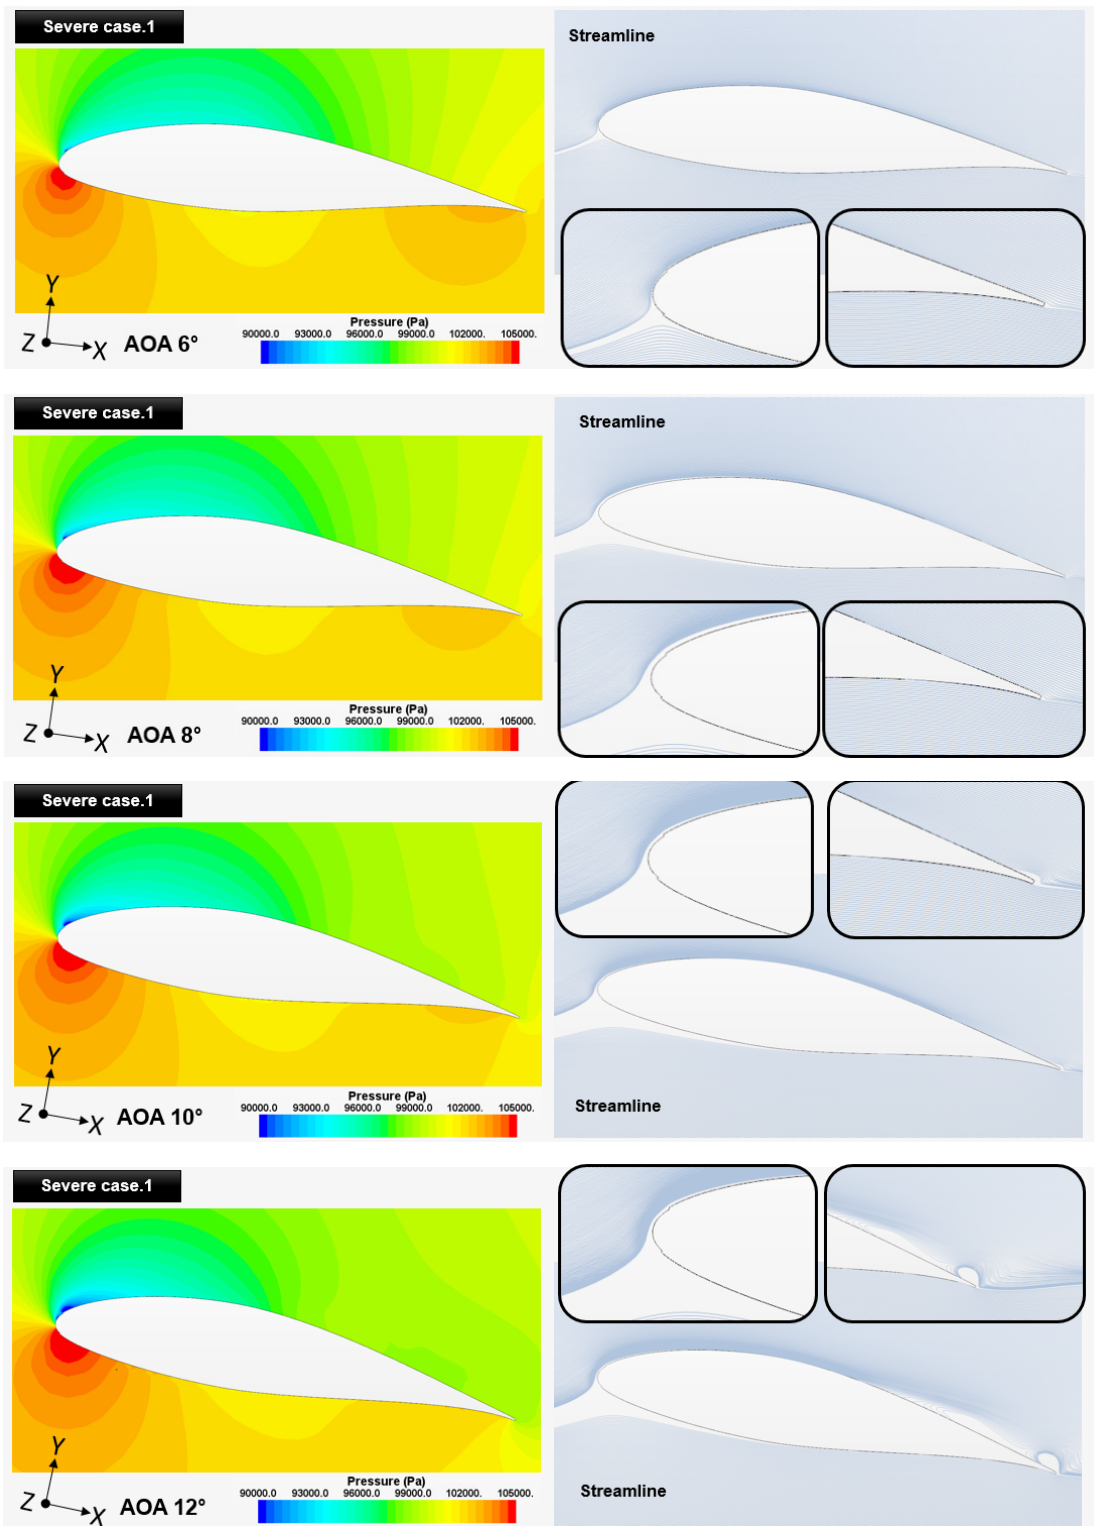 Severe case.1
Streamline
Y
Z
X
AOA 6°
Pressure (Pa)
90000.0 93000.0 96000.0 99000.0 102000. 105000.
Severe case.1
Streamline
Y
Z
X
AOA 8°
Pressure (Pa)
90000.0 93000.0 96000.0 99000.0 102000. 105000.
Severe case.1
Y
Z
X
AOA 10°
Pressure (Pa)
90000.0 93000.0 96000.0 99000.0 102000. 105000.
Streamline
Severe case.1
Y
Z
X
AOA 12°
Pressure (Pa)
90000.0 93000.0 96000.0 99000.0 102000. 105000.
Streamline